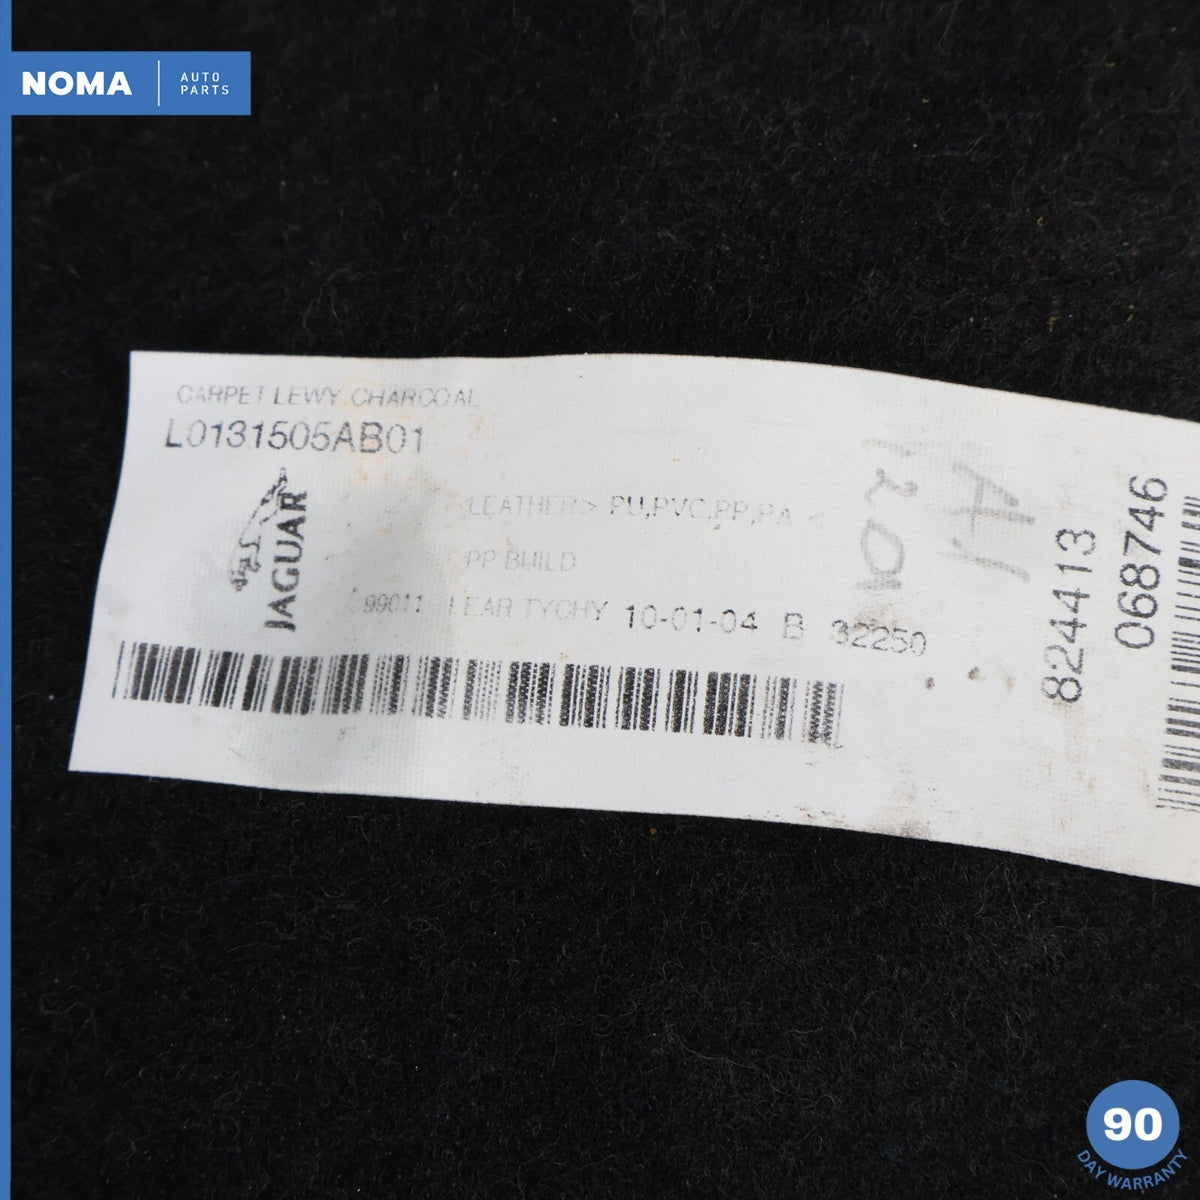 NOMA
AUTO
PARTS
CARPET LEWY CHARCOAL
L0131505AB01
JAGUAR
LEATHER> PU,PVC,PP,PA <
PP BUILD
99011 LEAR TYCHY 10-01-04 B 32250
824413
068746
90
DAY WARRANTY